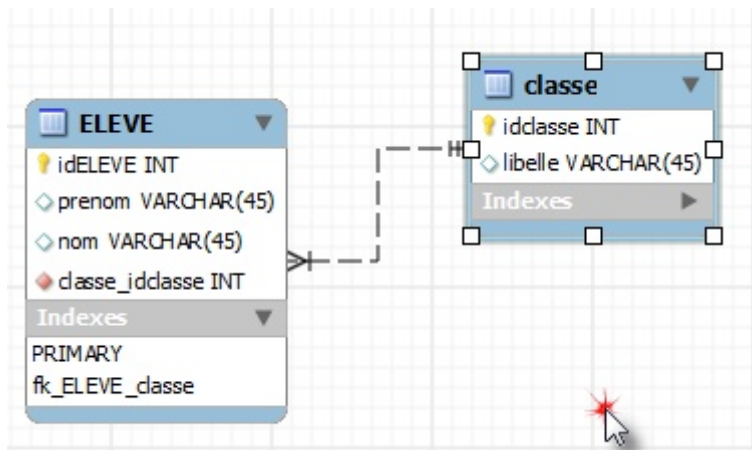 ELEVE
idELEVE INT
prenom VARCHAR(45)
nom VARCHAR(45)
classe_idclasse INT
Indexes
PRIMARY
fk_ELEVE_classe
classe
idclasse INT
libelle VARCHAR(45)
Indexes